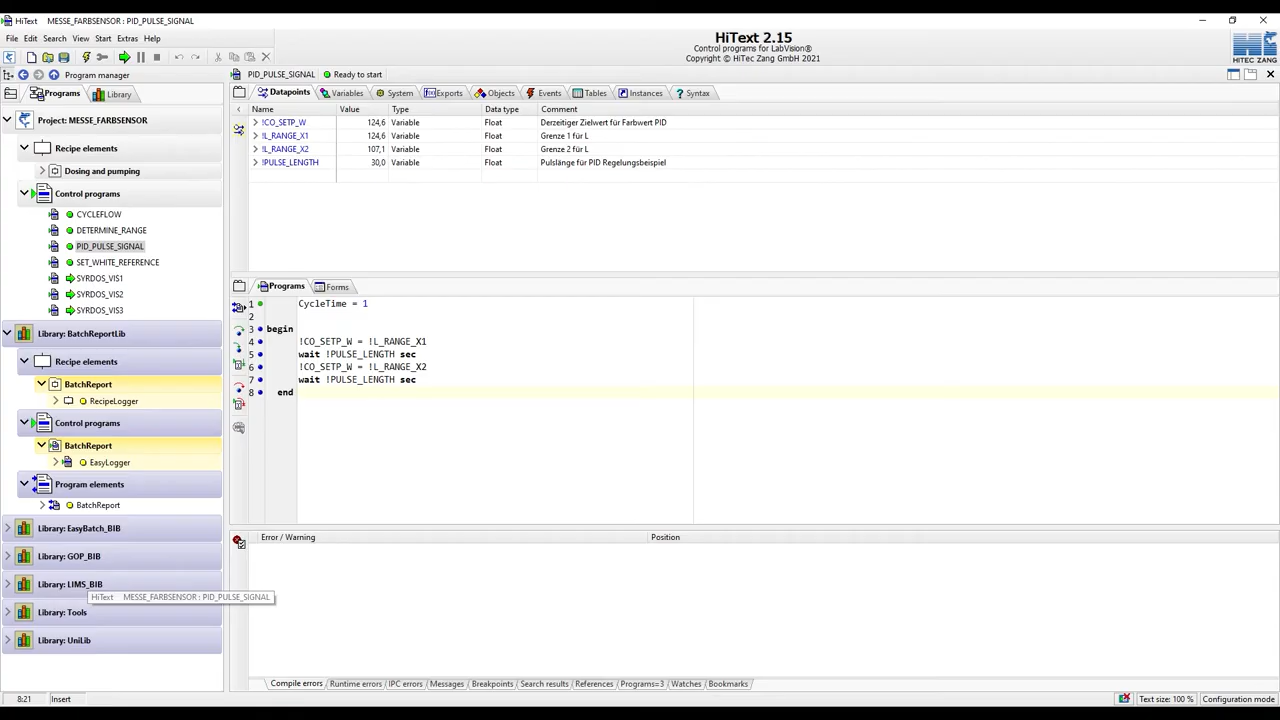 HiText MESSE_FARBSENSOR : PID_PULSE_SIGNAL
File Edit Search View Start Extras Help
HiText 2.15
Control programs for LabVision®
Copyright © HiTec Zang GmbH 2021
HITEC ZANG
Program manager
PID_PULSE_SIGNAL Ready to start
Programs Library
Datapoints Variables System Exports Objects Events Tables Instances Syntax
Project: MESSE_FARBSENSOR
Recipe elements
Dosing and pumping
Control programs
CYCLEFLOW
DETERMINE_RANGE
PID_PULSE_SIGNAL
SET_WHITE_REFERENCE
SYRDOS_VIS1
SYRDOS_VIS2
SYRDOS_VIS3
Library: BatchReportLib
Recipe elements
BatchReport
RecipeLogger
Control programs
BatchReport
EasyLogger
Program elements
BatchReport
Library: EasyBatch_BIB
Library: GOP_BIB
Library: LIMS_BIB
HiText MESSE_FARBSENSOR : PID_PULSE_SIGNAL
Library: Tools
Library: UniLib
Name Value Type Data type Comment
!CO_SETP_W 124,6 Variable Float Derzeitiger Zielwert für Farbwert PID
!L_RANGE_X1 124,6 Variable Float Grenze 1 für L
!L_RANGE_X2 107,1 Variable Float Grenze 2 für L
!PULSE_LENGTH 30,0 Variable Float Pulslänge für PID Regelungsbeispiel
Programs Forms
1 CycleTime = 1
2
3 begin
4 !CO_SETP_W = !L_RANGE_X1
5 wait !PULSE_LENGTH sec
6 !CO_SETP_W = !L_RANGE_X2
7 wait !PULSE_LENGTH sec
8 end
Error / Warning Position
Compile errors Runtime errors IPC errors Messages Breakpoints Search results References Programs=3 Watches Bookmarks
8:21 Insert Text size: 100 % Configuration mode